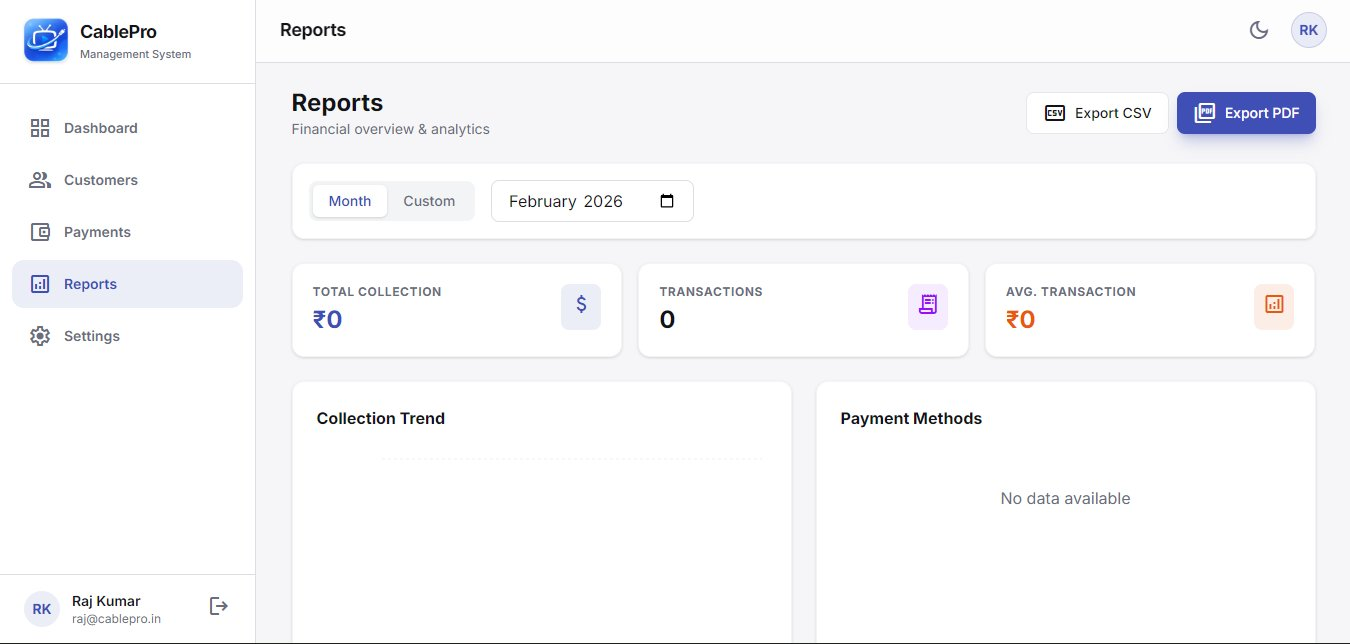 CablePro
Management System
Dashboard
Customers
Payments
Reports
Settings
RK
Raj Kumar
raj@cablepro.in
Reports
RK
Reports
Financial overview & analytics
CSV Export CSV
PDF Export PDF
Month Custom February 2026
TOTAL COLLECTION
₹0
$
TRANSACTIONS
0
AVG. TRANSACTION
₹0
Collection Trend
Payment Methods
No data available